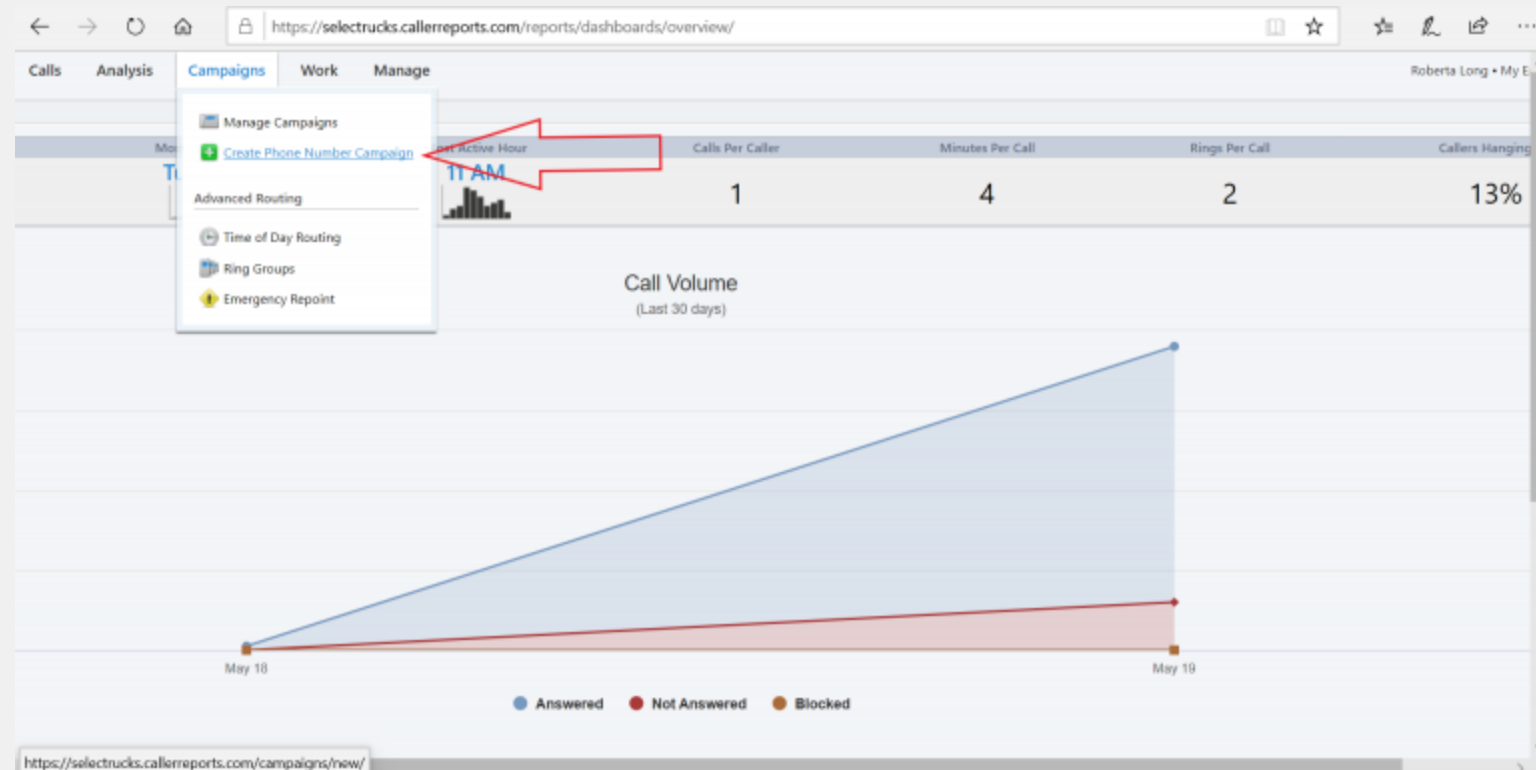 https://selectrucks.callerreports.com/reports/dashboards/overview/
Calls Analysis Campaigns Work Manage Roberta Long • My E
Manage Campaigns
Create Phone Number Campaign
Advanced Routing
Time of Day Routing
Ring Groups
Emergency Repoint
Active Hour Calls Per Caller Minutes Per Call Rings Per Call Callers Hanging
11 AM 1 4 2 13%
Call Volume
(Last 30 days)
May 18 May 19
Answered Not Answered Blocked
https://selectrucks.callerreports.com/campaigns/new/